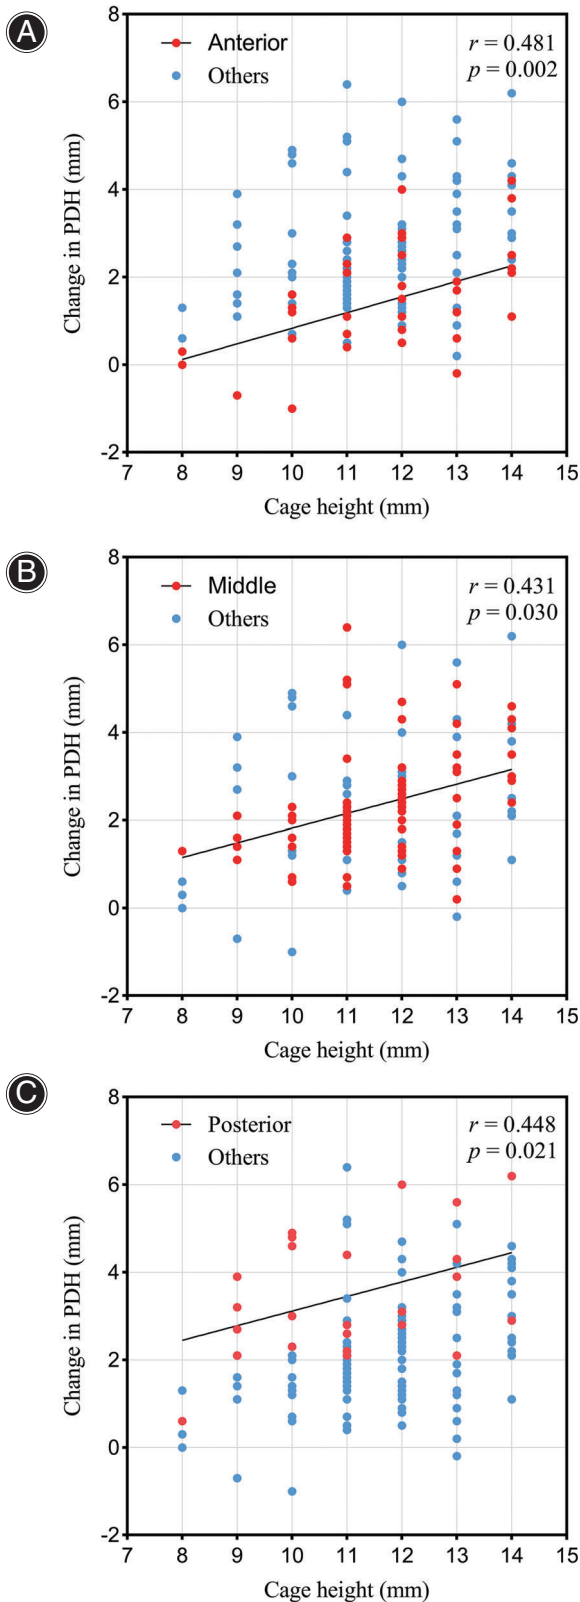 A
Anterior
Others
r = 0.481
p = 0.002
Change in PDH (mm)
8
6
4
2
0
-2
7 8 9 10 11 12 13 14 15
Cage height (mm)
B
Middle
Others
r = 0.431
p = 0.030
Change in PDH (mm)
8
6
4
2
0
-2
7 8 9 10 11 12 13 14 15
Cage height (mm)
C
Posterior
Others
r = 0.448
p = 0.021
Change in PDH (mm)
8
6
4
2
0
-2
7 8 9 10 11 12 13 14 15
Cage height (mm)